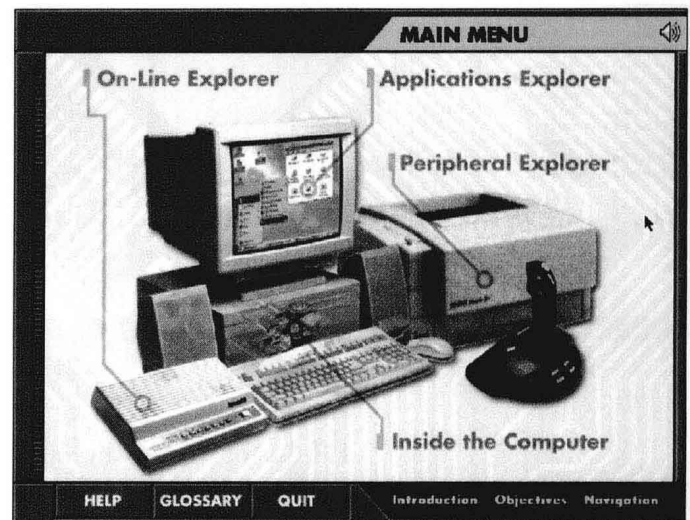 MAIN MENU
On-Line Explorer
Applications Explorer
Peripheral Explorer
Inside the Computer
HELP GLOSSARY QUIT Introduction Objectives Navigation